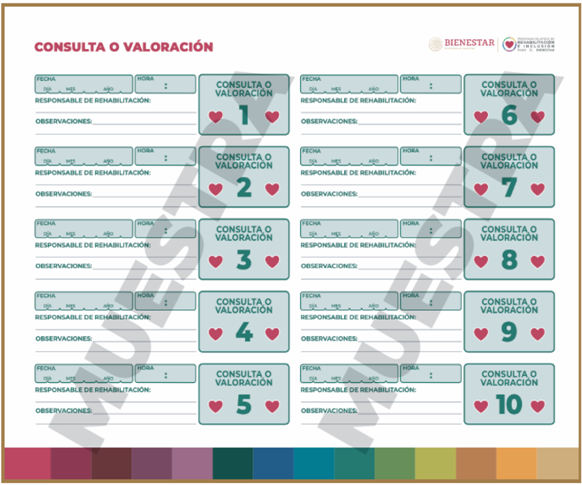 CONSULTA O VALORACIÓN
BIENESTAR
REHABILITACIÓN
E INCLUSIÓN
FECHA
HORA
DÍA MES AÑO
:
RESPONSABLE DE REHABILITACIÓN:
OBSERVACIONES:
CONSULTA O
VALORACIÓN
1
FECHA
HORA
DÍA MES AÑO
:
RESPONSABLE DE REHABILITACIÓN:
OBSERVACIONES:
CONSULTA O
VALORACIÓN
2
FECHA
HORA
DÍA MES AÑO
:
RESPONSABLE DE REHABILITACIÓN:
OBSERVACIONES:
CONSULTA O
VALORACIÓN
3
FECHA
HORA
DÍA MES AÑO
:
RESPONSABLE DE REHABILITACIÓN:
OBSERVACIONES:
CONSULTA O
VALORACIÓN
4
FECHA
HORA
DÍA MES AÑO
:
RESPONSABLE DE REHABILITACIÓN:
OBSERVACIONES:
CONSULTA O
VALORACIÓN
5
FECHA
HORA
DÍA MES AÑO
:
RESPONSABLE DE REHABILITACIÓN:
OBSERVACIONES:
CONSULTA O
VALORACIÓN
6
FECHA
HORA
DÍA MES AÑO
:
RESPONSABLE DE REHABILITACIÓN:
OBSERVACIONES:
CONSULTA O
VALORACIÓN
7
FECHA
HORA
DÍA MES AÑO
:
RESPONSABLE DE REHABILITACIÓN:
OBSERVACIONES:
CONSULTA O
VALORACIÓN
8
FECHA
HORA
DÍA MES AÑO
:
RESPONSABLE DE REHABILITACIÓN:
OBSERVACIONES:
CONSULTA O
VALORACIÓN
9
FECHA
HORA
DÍA MES AÑO
:
RESPONSABLE DE REHABILITACIÓN:
OBSERVACIONES:
CONSULTA O
VALORACIÓN
10
MUESTRA
MUESTRA